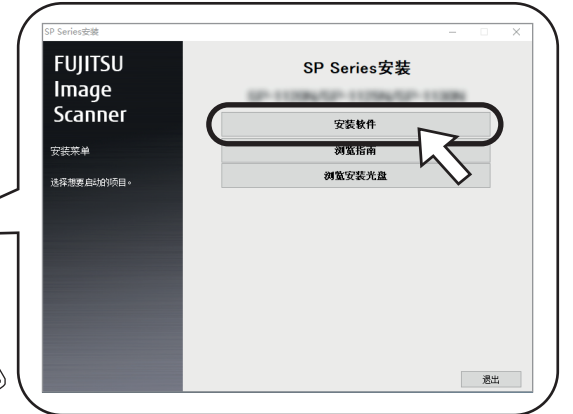 SP Series安装
FUJITSU
Image
Scanner
安装菜单
选择想要启动的项目。
SP Series安装
安装软件
浏览指南
浏览安装光盘
退出